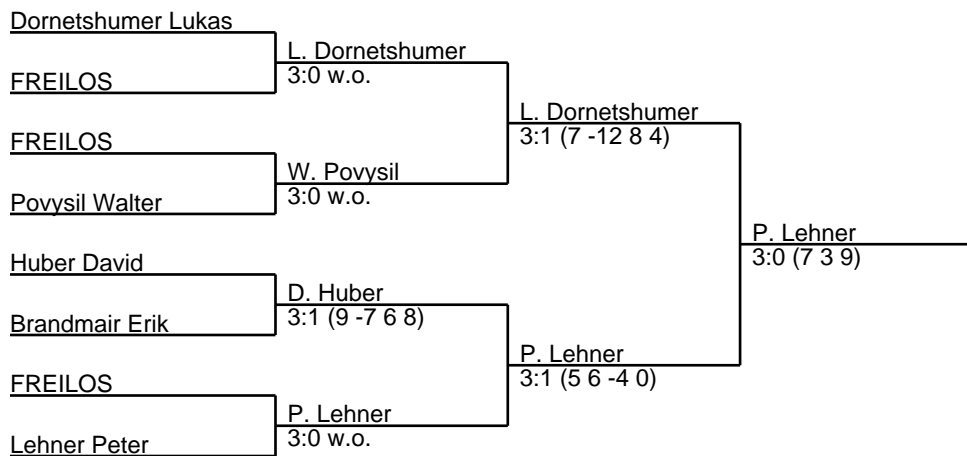 Dornetshumer Lukas
L. Dornetshumer
3:0 w.o.
FREILOS
L. Dornetshumer
3:1 (7 -12 8 4)
FREILOS
W. Povysil
3:0 w.o.
Povysil Walter
P. Lehner
3:0 (7 3 9)
Huber David
D. Huber
3:1 (9 -7 6 8)
Brandmair Erik
P. Lehner
3:1 (5 6 -4 0)
FREILOS
P. Lehner
3:0 w.o.
Lehner Peter